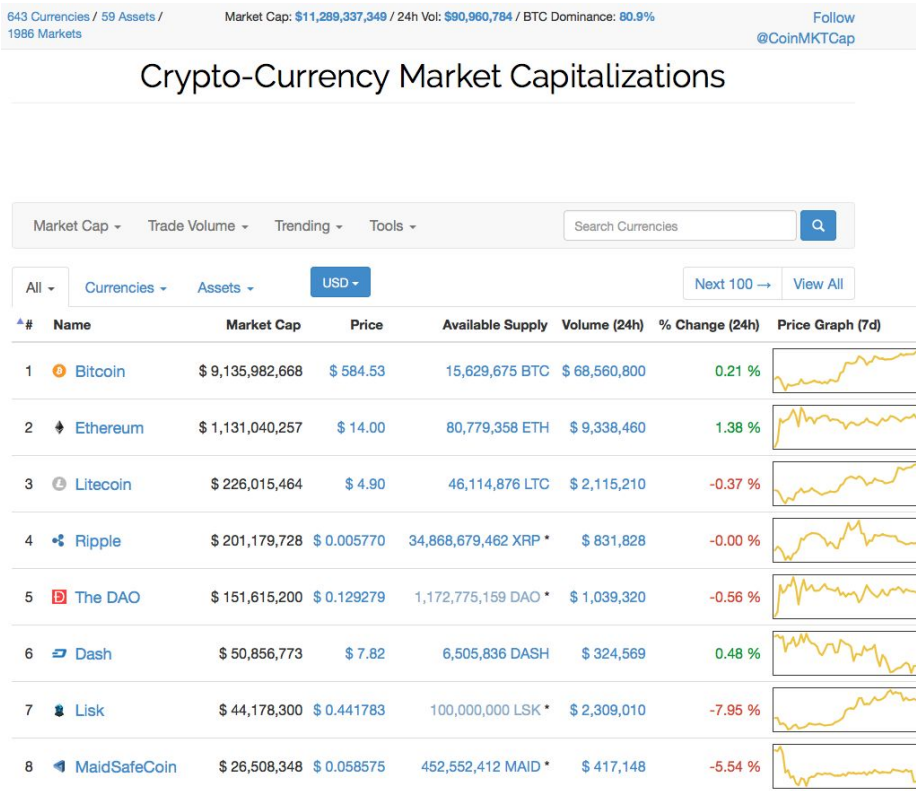 643 Currencies / 59 Assets /
1986 Markets
Market Cap: $11,289,337,349 / 24h Vol: $90,960,784 / BTC Dominance: 80.9%
Follow
@CoinMKTCap
Crypto-Currency Market Capitalizations
Market Cap Trade Volume Trending Tools Search Currencies
All Currencies Assets USD Next 100 → View All
# Name Market Cap Price Available Supply Volume (24h) % Change (24h) Price Graph (7d)
1 Bitcoin $ 9,135,982,668 $ 584.53 15,629,675 BTC $ 68,560,800 0.21 %
2 Ethereum $ 1,131,040,257 $ 14.00 80,779,358 ETH $ 9,338,460 1.38 %
3 Litecoin $ 226,015,464 $ 4.90 46,114,876 LTC $ 2,115,210 -0.37 %
4 Ripple $ 201,179,728 $ 0.005770 34,868,679,462 XRP * $ 831,828 -0.00 %
5 The DAO $ 151,615,200 $ 0.129279 1,172,775,159 DAO * $ 1,039,320 -0.56 %
6 Dash $ 50,856,773 $ 7.82 6,505,836 DASH $ 324,569 0.48 %
7 Lisk $ 44,178,300 $ 0.441783 100,000,000 LSK * $ 2,309,010 -7.95 %
8 MaidSafeCoin $ 26,508,348 $ 0.058575 452,552,412 MAID * $ 417,148 -5.54 %